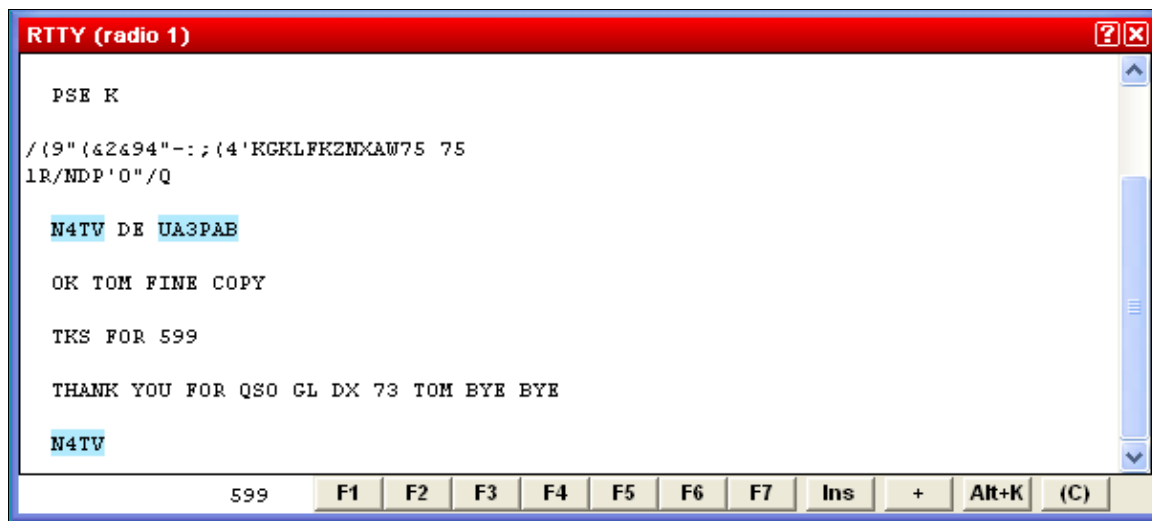 RTTY (radio 1)
PSE K
/(9"(&2&94"-:;(4'KGKLFKZNXAW75 75
lR/NDP'O"/Q
N4TV DE UA3PAB
OK TOM FINE COPY
TKS FOR 599
THANK YOU FOR QSO GL DX 73 TOM BYE BYE
N4TV
599 F1 F2 F3 F4 F5 F6 F7 Ins + Alt+K (C)